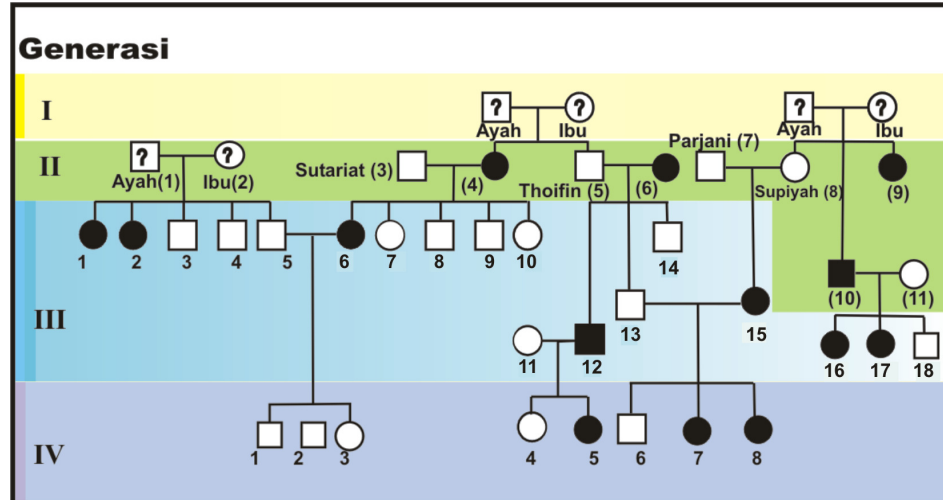 Generasi
I
? ? ? ?
Ayah Ibu Ayah Ibu
II
? ?
Ayah(1) Ibu(2) Sutariat (3) (4) Thoifin (5) (6) Parjani (7) Supiyah (8) (9)
(10) (11)
III
1 2 3 4 5 6 7 8 9 10 14
13 15
11 12 16 17 18
IV
1 2 3 4 5 6 7 8